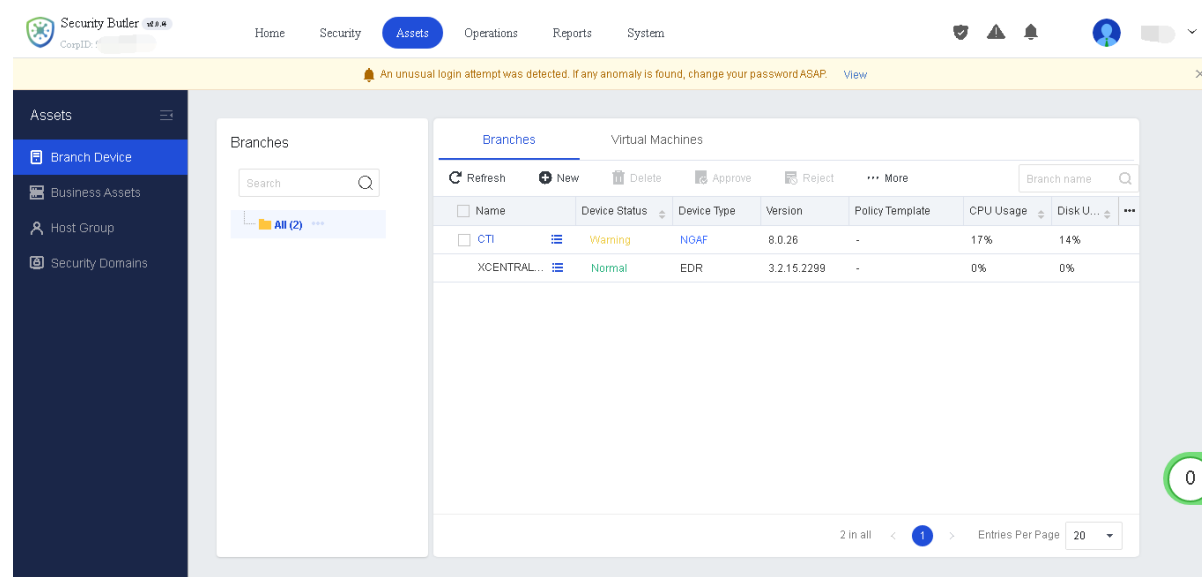 Security Butler
CorpID:
Home Security Assets Operations Reports System
An unusual login attempt was detected. If any anomaly is found, change your password ASAP. View
Assets
Branch Device
Business Assets
Host Group
Security Domains
Branches
Search
All (2)
Branches Virtual Machines
Refresh New Delete Approve Reject More Branch name
Name Device Status Device Type Version Policy Template CPU Usage Disk U...
CTI Warning NGAF 8.0.26 - 17% 14%
XCENTRAL... Normal EDR 3.2.15.2299 - 0% 0%
0
2 in all < 1 > Entries Per Page 20